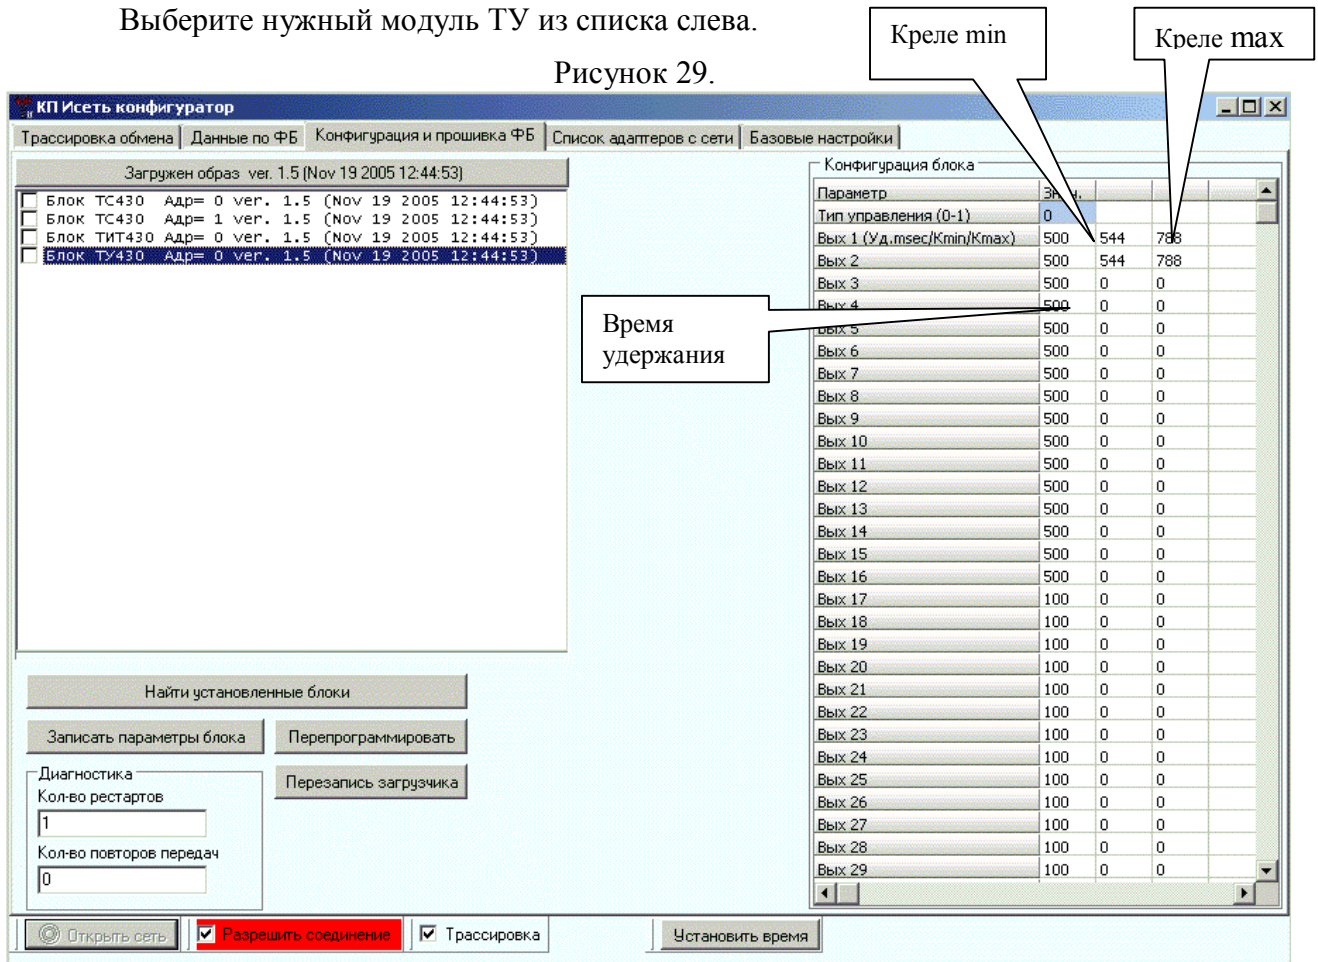 Выберите нужный модуль ТУ из списка слева.
Креле min
Креле max
Рисунок 29.
КП Исеть конфигуратор
Трассировка обмена
Данные по ФБ
Конфигурация и прошивка ФБ
Список адаптеров с сети
Базовые настройки
Загружен образ ver. 1.5 (Nov 19 2005 12:44:53)
Блок ТС430 Адр= 0 ver. 1.5 (Nov 19 2005 12:44:53)
Блок ТС430 Адр= 1 ver. 1.5 (Nov 19 2005 12:44:53)
Блок ТИТ430 Адр= 0 ver. 1.5 (Nov 19 2005 12:44:53)
Блок ТУ430 Адр= 0 ver. 1.5 (Nov 19 2005 12:44:53)
Время
удержания
Конфигурация блока
Параметр
Тип управления (0-1) 0
Вых 1 (Уд.msec/Kmin/Kmax) 500 544 788
Вых 2 500 544 788
Вых 3 500 0 0
Вых 4 500 0 0
Вых 5 500 0 0
Вых 6 500 0 0
Вых 7 500 0 0
Вых 8 500 0 0
Вых 9 500 0 0
Вых 10 500 0 0
Вых 11 500 0 0
Вых 12 500 0 0
Вых 13 500 0 0
Вых 14 500 0 0
Вых 15 500 0 0
Вых 16 500 0 0
Вых 17 100 0 0
Вых 18 100 0 0
Вых 19 100 0 0
Вых 20 100 0 0
Вых 21 100 0 0
Вых 22 100 0 0
Вых 23 100 0 0
Вых 24 100 0 0
Вых 25 100 0 0
Вых 26 100 0 0
Вых 27 100 0 0
Вых 28 100 0 0
Вых 29 100 0 0
Найти установленные блоки
Записать параметры блока
Перепрограммировать
Перезапись загрузчика
Диагностика
Кол-во рестартов
1
Кол-во повторов передач
0
Открыть сеть
Разрешить соединение
Трассировка
Установить время